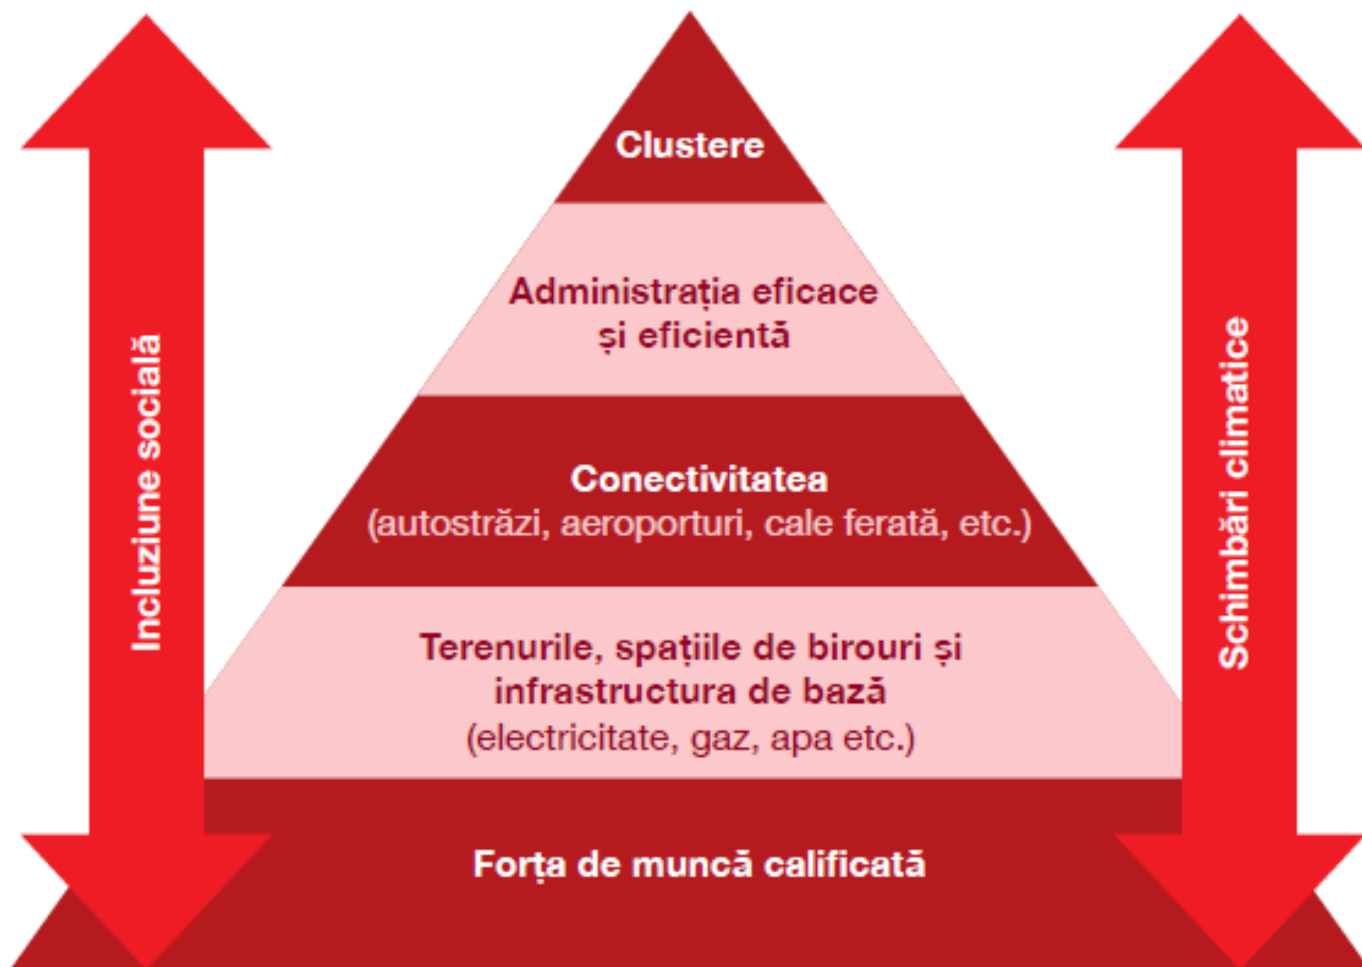 Clustere
Administrația eficace
și eficientă
Conectivitatea
(autostrăzi, aeroporturi, cale ferată, etc.)
Terenurile, spațiile de birouri și
infrastructura de bază
(electricitate, gaz, apa etc.)
Forța de muncă calificată
Incluziune socială
Schimbări climatice